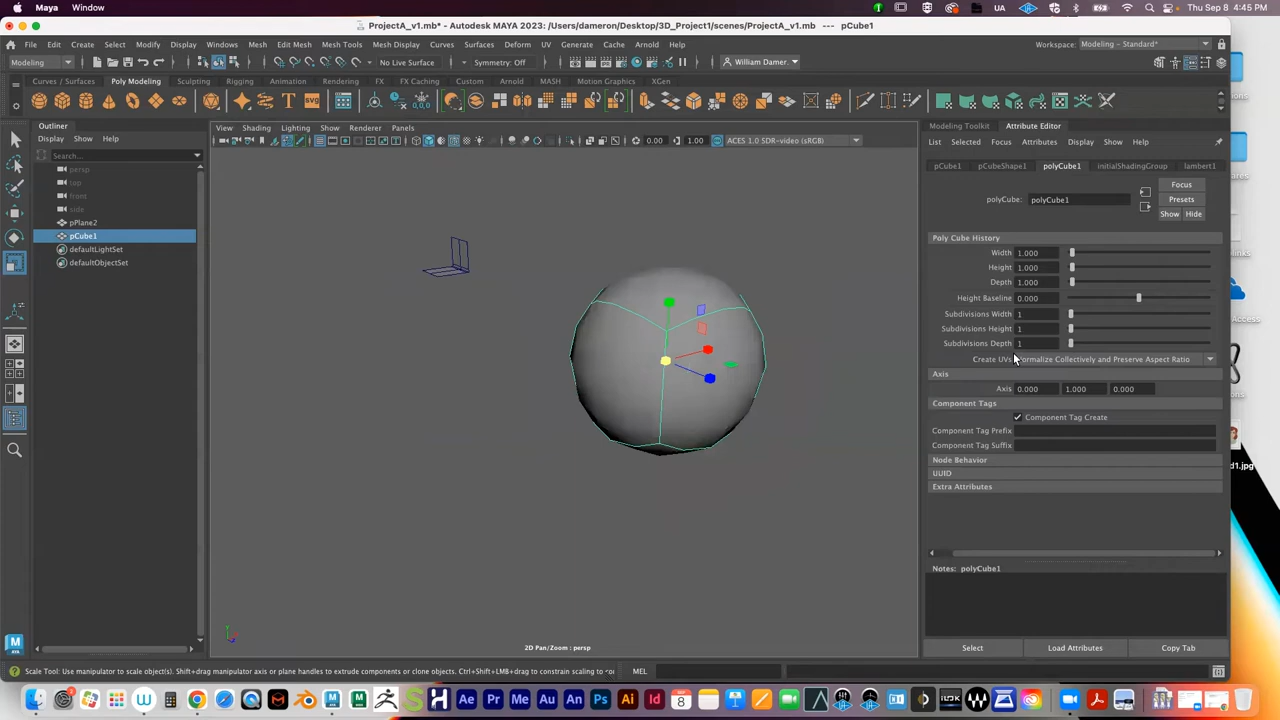 Maya Window UA Thu Sep 8 4:45 PM
ProjectA_v1.mb* - Autodesk MAYA 2023: /Users/dameron/Desktop/3D_Project1/scenes/ProjectA_v1.mb --- pCube1
File Edit Create Select Modify Display Windows Mesh Edit Mesh Mesh Tools Mesh Display Curves Surfaces Deform UV Generate Cache Arnold Help Workspace: Modeling - Standard*
Modeling No Live Surface Symmetry: Off William Damer..
Curves / Surfaces Poly Modeling Sculpting Rigging Animation Rendering FX FX Caching Custom Arnold MASH Motion Graphics XGen
Outliner
Display Show Help
Search...
persp
top
front
side
pPlane2
pCube1
defaultLightSet
defaultObjectSet
View Shading Lighting Show Renderer Panels
0.00 1.00 ACES 1.0 SDR-video (sRGB)
2D Pan/Zoom : persp
Modeling Toolkit Attribute Editor
List Selected Focus Attributes Display Show Help
pCube1 pCubeShape1 polyCube1 initialShadingGroup lambert1
polyCube: polyCube1
Focus
Presets
Show Hide
Poly Cube History
Width 1.000
Height 1.000
Depth 1.000
Height Baseline 0.000
Subdivisions Width 1
Subdivisions Height 1
Subdivisions Depth 1
Create UVs Normalize Collectively and Preserve Aspect Ratio
Axis
Axis 0.000 1.000 0.000
Component Tags
Component Tag Create
Component Tag Prefix
Component Tag Suffix
Node Behavior
UUID
Extra Attributes
Notes: polyCube1
Select Load Attributes Copy Tab
Scale Tool: Use manipulator to scale object(s). Shift+drag manipulator axis or plane handles to extrude components or clone objects. Ctrl+Shift+LMB+drag to constrain scaling to
MEL